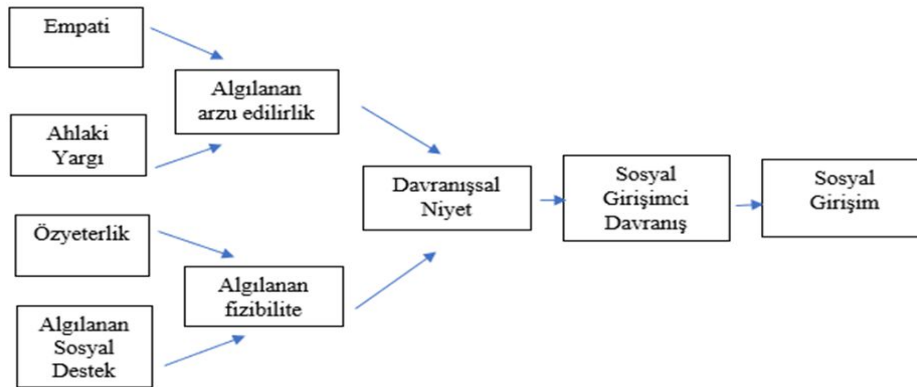 Empati
Algılanan
arzu edilirlik
Ahlaki
Yargı
Davranışsal
Niyet
Sosyal
Girişimci
Davranış
Sosyal
Girişim
Özyeterlik
Algılanan
fizibilite
Algılanan
Sosyal
Destek